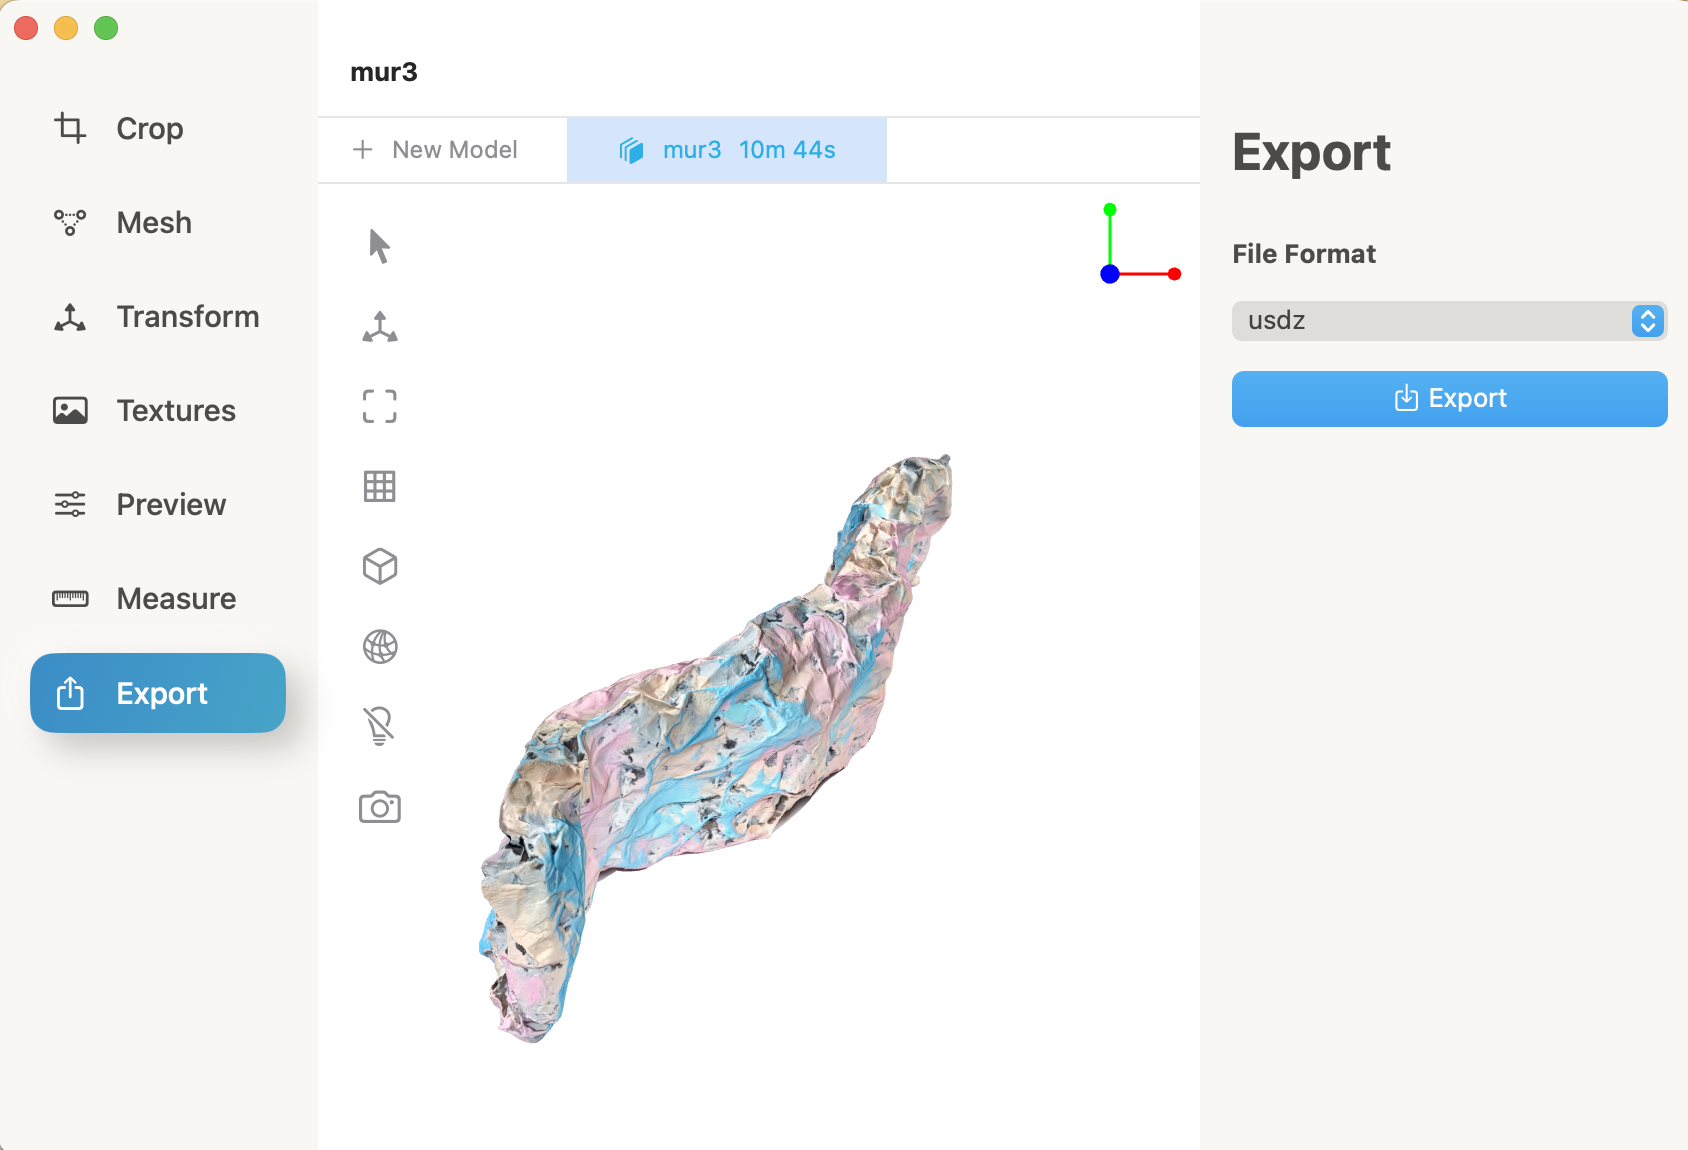 Crop
Mesh
Transform
Textures
Preview
Measure
Export
mur3
New Model
mur3 10m 44s
Export
File Format
usdz
Export